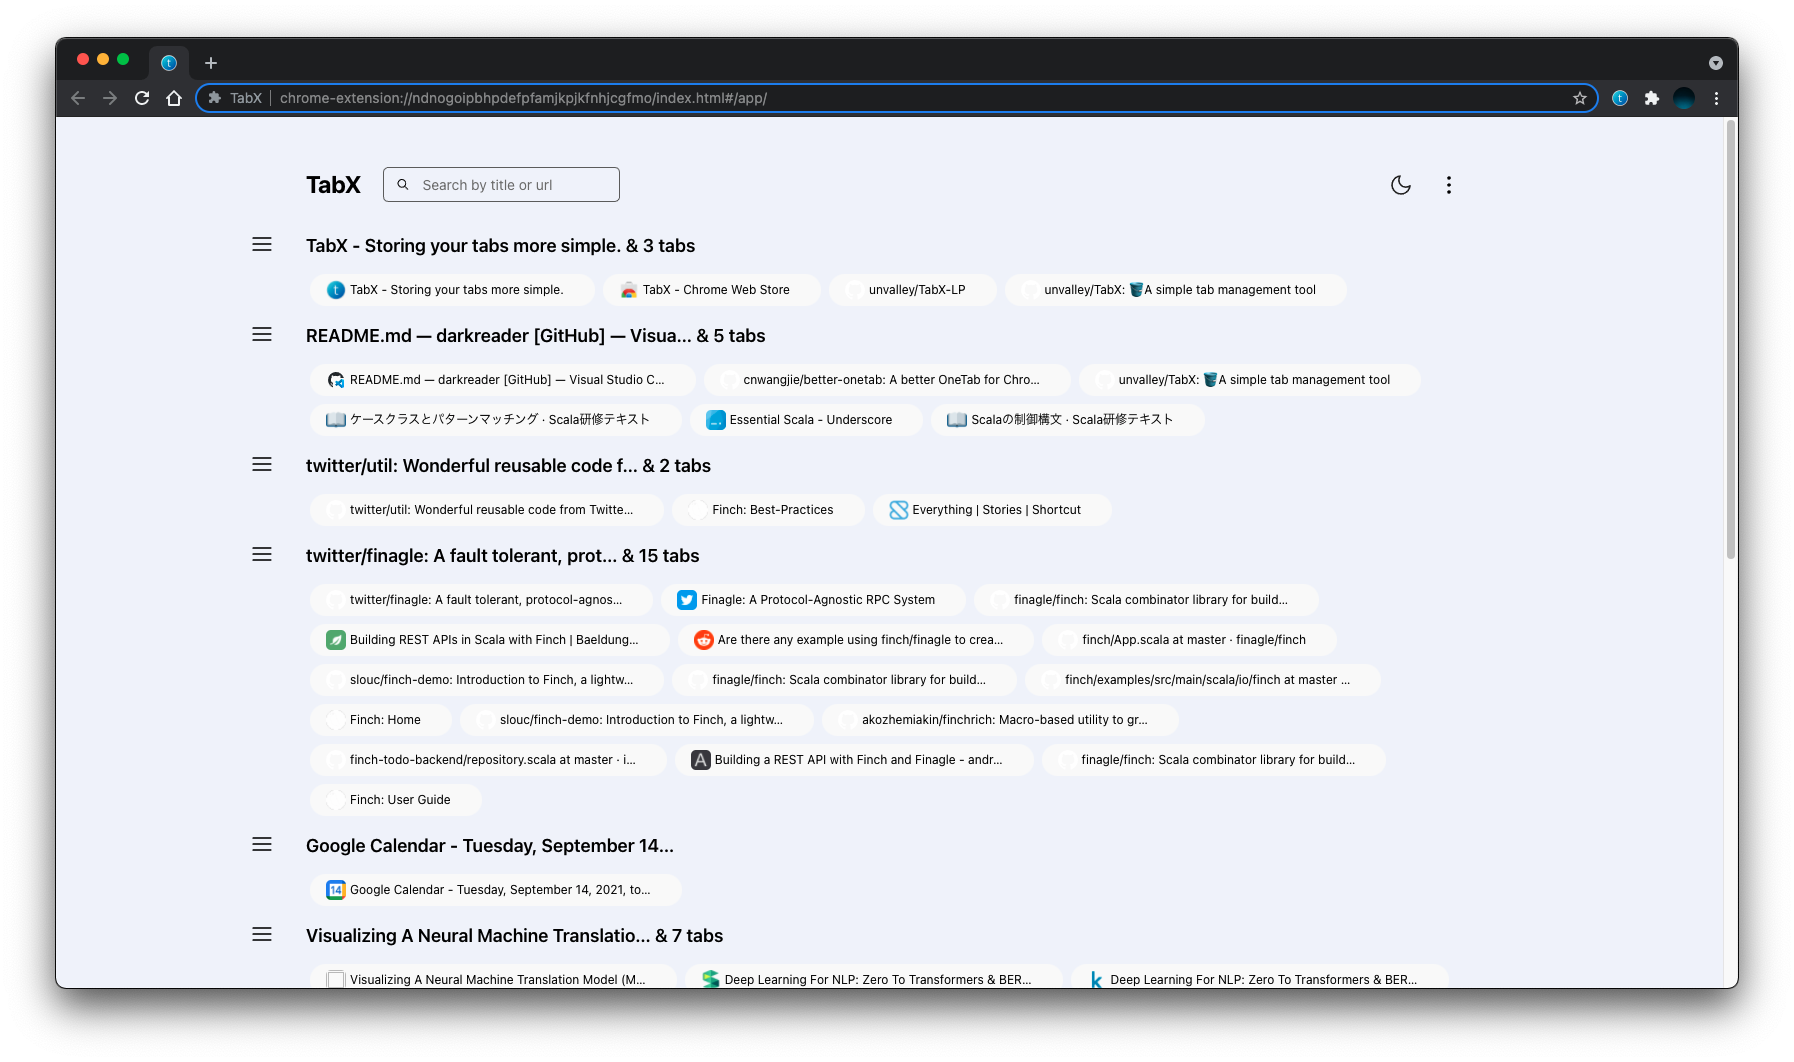 TabX | chrome-extension://ndnogoipbhpdefpfamjkpjkfnhjcgfmo/index.html#/app/
TabX Search by title or url
TabX - Storing your tabs more simple. & 3 tabs
TabX - Storing your tabs more simple. TabX - Chrome Web Store unvalley/TabX-LP unvalley/TabX: 🪣A simple tab management tool
README.md — darkreader [GitHub] — Visua... & 5 tabs
README.md — darkreader [GitHub] — Visual Studio C... cnwangjie/better-onetab: A better OneTab for Chro... unvalley/TabX: 🪣A simple tab management tool
ケースクラスとパターンマッチング · Scala研修テキスト Essential Scala - Underscore Scalaの制御構文 · Scala研修テキスト
twitter/util: Wonderful reusable code f... & 2 tabs
twitter/util: Wonderful reusable code from Twitte... Finch: Best-Practices Everything | Stories | Shortcut
twitter/finagle: A fault tolerant, prot... & 15 tabs
twitter/finagle: A fault tolerant, protocol-agnos... Finagle: A Protocol-Agnostic RPC System finagle/finch: Scala combinator library for build...
Building REST APIs in Scala with Finch | Baeldung... Are there any example using finch/finagle to crea... finch/App.scala at master · finagle/finch
slouc/finch-demo: Introduction to Finch, a lightw... finagle/finch: Scala combinator library for build... finch/examples/src/main/scala/io/finch at master ...
Finch: Home slouc/finch-demo: Introduction to Finch, a lightw... akozhemiakin/finchrich: Macro-based utility to gr...
finch-todo-backend/repository.scala at master · i... Building a REST API with Finch and Finagle - andr... finagle/finch: Scala combinator library for build...
Finch: User Guide
Google Calendar - Tuesday, September 14...
14 Google Calendar - Tuesday, September 14, 2021, to...
Visualizing A Neural Machine Translatio... & 7 tabs
Visualizing A Neural Machine Translation Model (M... Deep Learning For NLP: Zero To Transformers & BER... k Deep Learning For NLP: Zero To Transformers & BER...